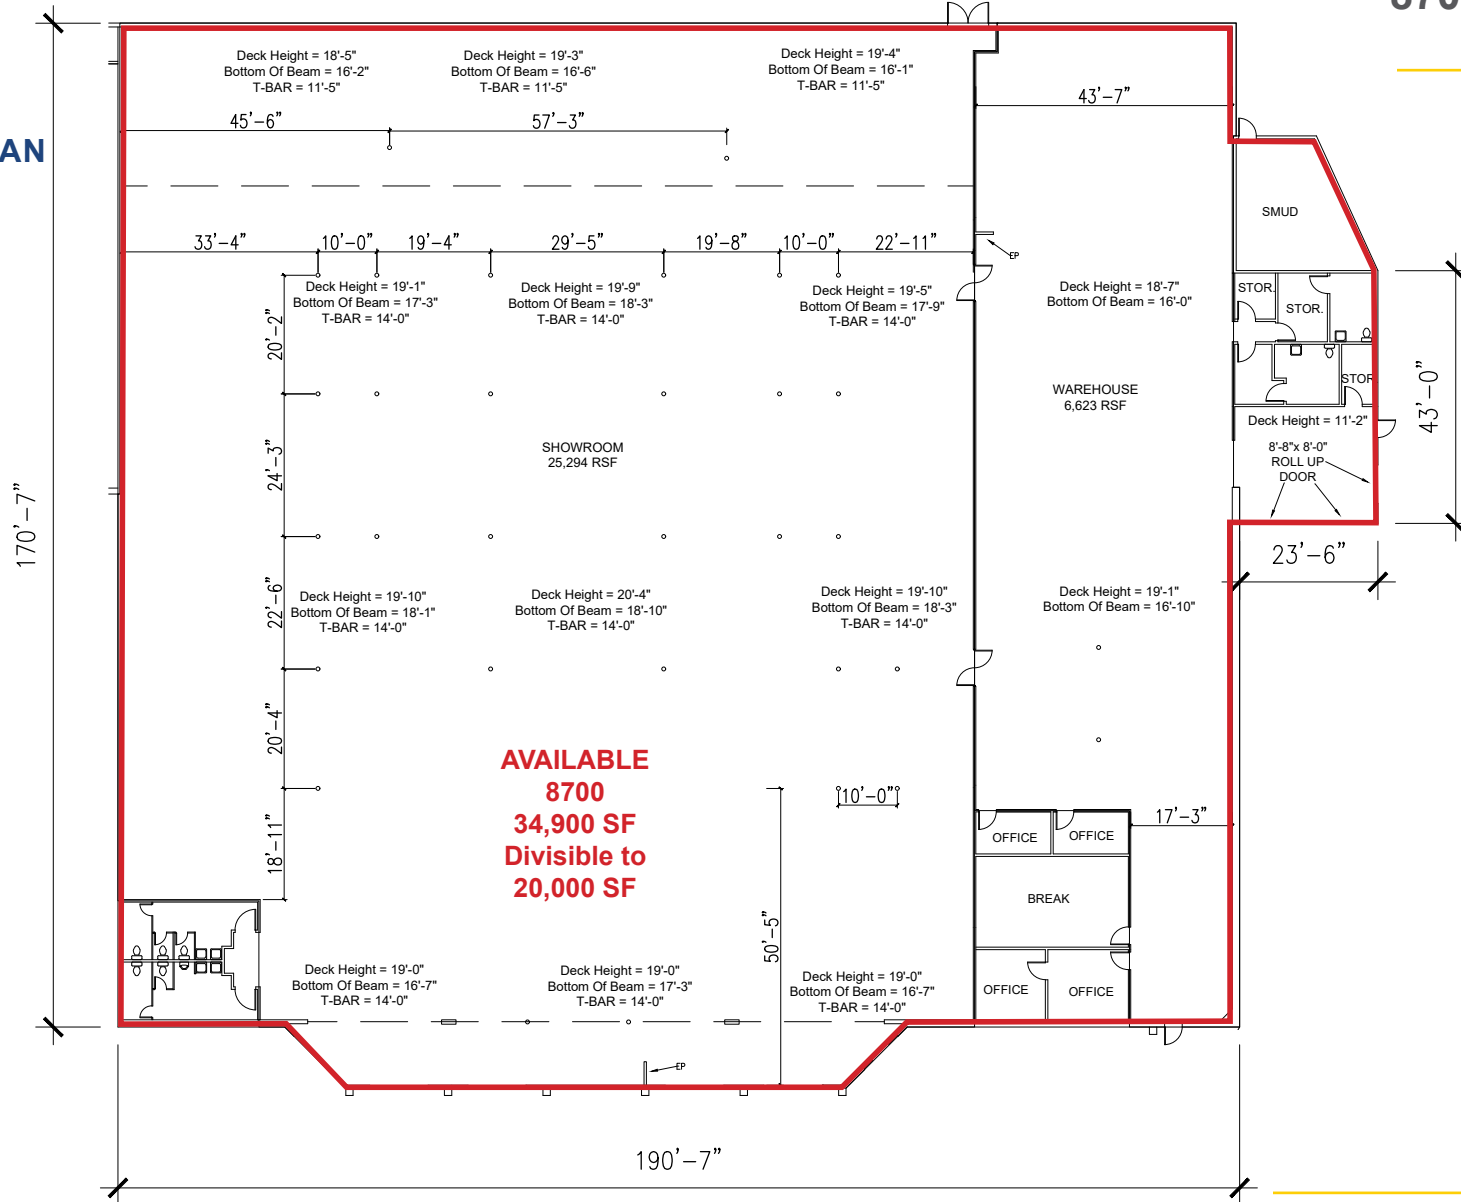 870
AN
Deck Height = 18'-5"
Bottom Of Beam = 16'-2"
T-BAR = 11'-5"
Deck Height = 19'-3"
Bottom Of Beam = 16'-6"
T-BAR = 11'-5"
Deck Height = 19'-4"
Bottom Of Beam = 16'-1"
T-BAR = 11'-5"
43'-7"
45'-6"
57'-3"
SMUD
33'-4"
10'-0"
19'-4"
29'-5"
19'-8"
10'-0"
22'-11"
EP
Deck Height = 19'-1"
Bottom Of Beam = 17'-3"
T-BAR = 14'-0"
Deck Height = 19'-9"
Bottom Of Beam = 18'-3"
T-BAR = 14'-0"
Deck Height = 19'-5"
Bottom Of Beam = 17'-9"
T-BAR = 14'-0"
Deck Height = 18'-7"
Bottom Of Beam = 16'-0"
STOR.
STOR.
STOR
20'-2"
WAREHOUSE
6,623 RSF
43'-0"
Deck Height = 11'-2"
8'-8"x 8'-0"
ROLL UP
DOOR
SHOWROOM
25,294 RSF
24'-3"
170'-7"
23'-6"
22'-6"
Deck Height = 19'-10"
Bottom Of Beam = 18'-1"
T-BAR = 14'-0"
Deck Height = 20'-4"
Bottom Of Beam = 18'-10"
T-BAR = 14'-0"
Deck Height = 19'-10"
Bottom Of Beam = 18'-3"
T-BAR = 14'-0"
Deck Height = 19'-1"
Bottom Of Beam = 16'-10"
20'-4"
AVAILABLE
8700
34,900 SF
Divisible to
20,000 SF
10'-0"
17'-3"
18'-11"
OFFICE
OFFICE
BREAK
50'-5"
Deck Height = 19'-0"
Bottom Of Beam = 16'-7"
T-BAR = 14'-0"
Deck Height = 19'-0"
Bottom Of Beam = 17'-3"
T-BAR = 14'-0"
Deck Height = 19'-0"
Bottom Of Beam = 16'-7"
T-BAR = 14'-0"
OFFICE
OFFICE
EP
190'-7"